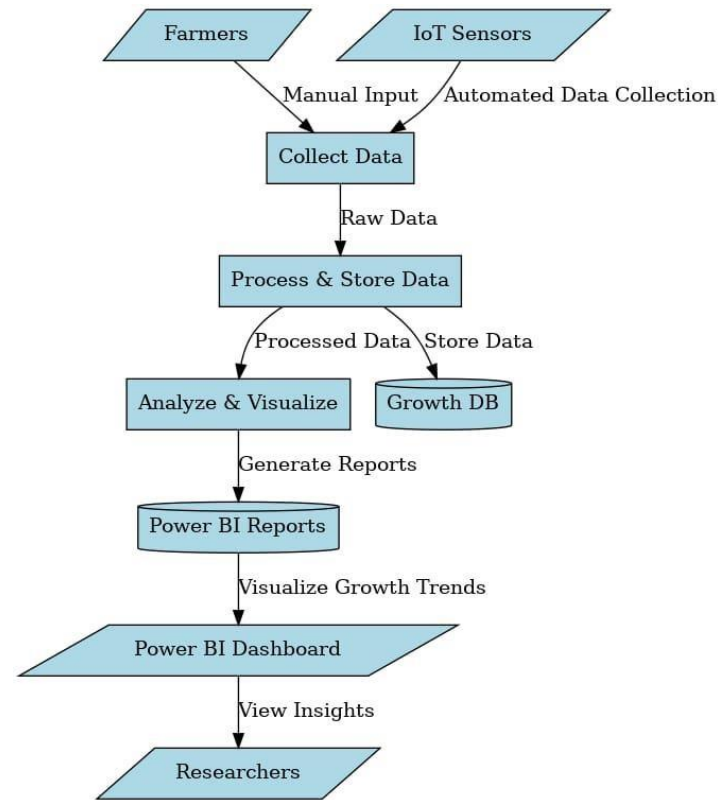 Farmers
IoT Sensors
Manual Input
Automated Data Collection
Collect Data
Raw Data
Process & Store Data
Processed Data
Store Data
Analyze & Visualize
Growth DB
Generate Reports
Power BI Reports
Visualize Growth Trends
Power BI Dashboard
View Insights
Researchers